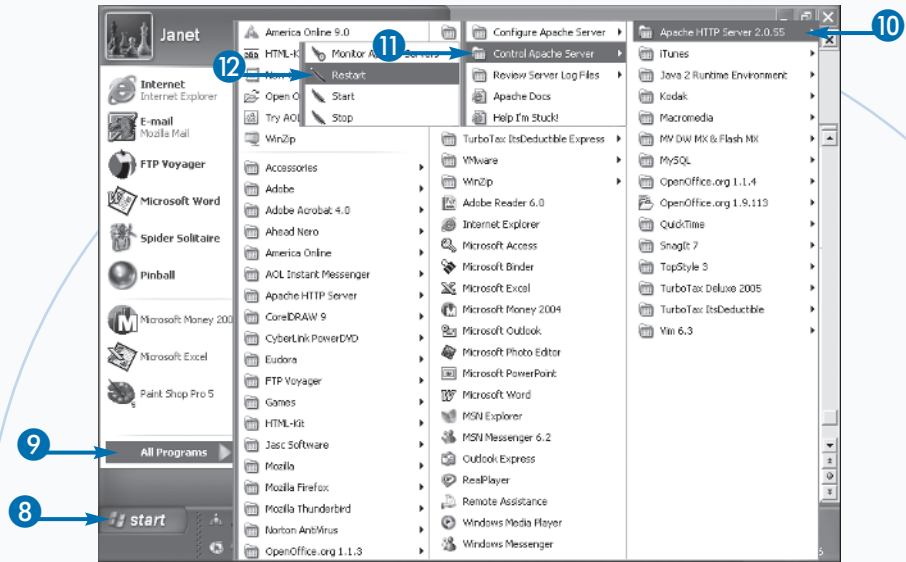 Janet
Internet
Internet Explorer
E-mail
Mozilla Mail
FTP Voyager
Microsoft Word
Spider Solitaire
Pinball
Microsoft Money 200
Microsoft Excel
Paint Shop Pro 5
9
All Programs
8
start
America Online 9.0
HTML-Ki
Open O
Try AOL
WinZip
Accessories
Adobe
Adobe Acrobat 4.0
Ahead Nero
America Online
AOL Instant Messenger
Apache HTTP Server
CorelDRAW 9
CyberLink PowerDVD
Eudora
FTP Voyager
Games
HTML-Kit
Jasc Software
Mozilla
Mozilla Firefox
Mozilla Thunderbird
Norton AntiVirus
OpenOffice.org 1.1.3
12
Monitor Apache Servers
Restart
Start
Stop
11
Configure Apache Server
Control Apache Server
Review Server Log Files
Apache Docs
Help I'm Stuck!
TurboTax ItsDeductible Express
VMware
WinZip
Adobe Reader 6.0
Internet Explorer
Microsoft Access
Microsoft Binder
Microsoft Excel
Microsoft Money 2004
Microsoft Outlook
Microsoft Photo Editor
Microsoft PowerPoint
Microsoft Word
MSN Explorer
MSN Messenger 6.2
Outlook Express
RealPlayer
Remote Assistance
Windows Media Player
Windows Messenger
10
Apache HTTP Server 2.0.55
iTunes
Java 2 Runtime Environment
Kodak
Macromedia
MV DW MX & Flash MX
MySQL
OpenOffice.org 1.1.4
OpenOffice.org 1.9.113
QuickTime
SnagIt 7
TopStyle 3
TurboTax Deluxe 2005
TurboTax ItsDeductible
Vim 6.3